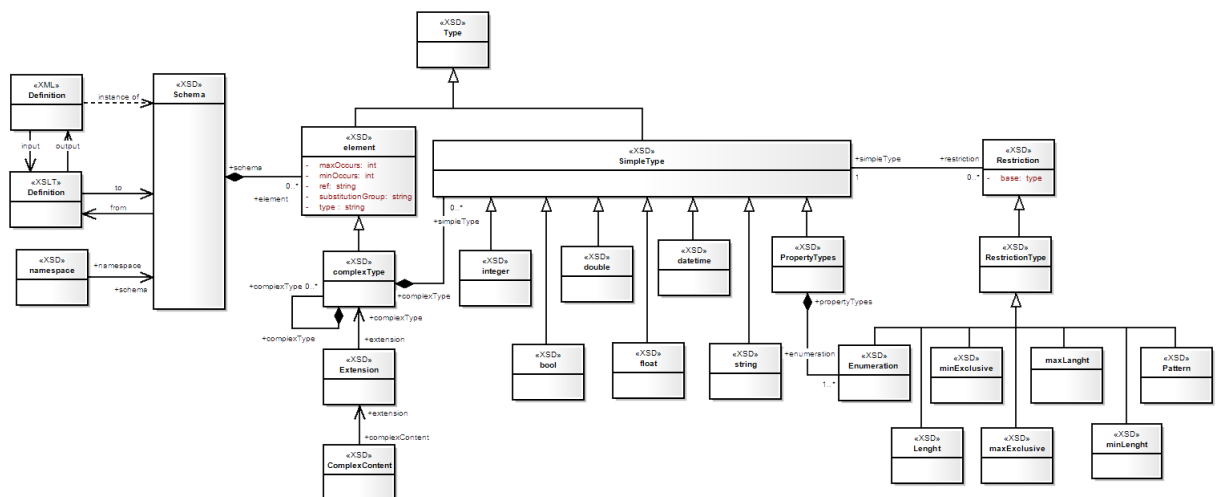 «XSD»
Type
«XML»
Definition
instance of
«XSD»
Schema
input
output
«XSLT»
Definition
to
from
«XSD»
namespace
+namespace
+schema
+schema
0..*
+element
«XSD»
element
- maxOccurs: int
- minOccurs: int
- ref: string
- substitutionGroup: string
- type : string
«XSD»
SimpleType
+simpleType
1
+restriction
0..*
«XSD»
Restriction
- base: type
0..*
+simpleType
«XSD»
complexType
+complexType 0..*
+complexType
+complexType
+complexType
+extension
«XSD»
Extension
+extension
+complexContent
«XSD»
ComplexContent
«XSD»
integer
«XSD»
double
«XSD»
datetime
«XSD»
PropertyTypes
«XSD»
RestrictionType
+propertyTypes
+enumeration
1..*
«XSD»
bool
«XSD»
float
«XSD»
string
«XSD»
Enumeration
«XSD»
minExclusive
maxLanght
«XSD»
Pattern
«XSD»
Lenght
«XSD»
maxExclusive
«XSD»
minLenght